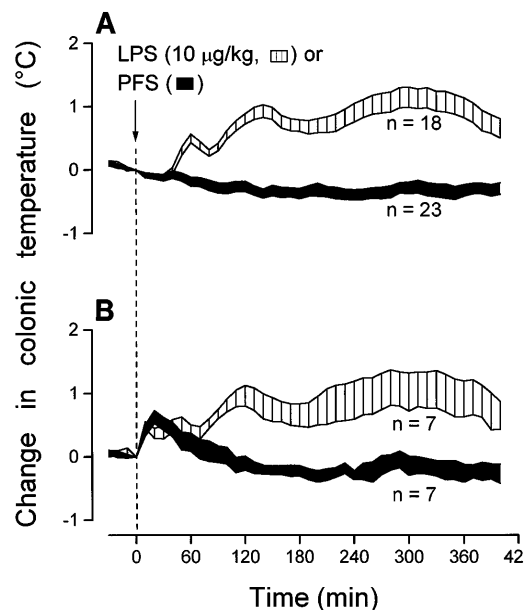 A
LPS (10 μg/kg, ) or
PFS ( )
2
1
0
-1
n = 18
n = 23
B
2
1
0
-1
n = 7
n = 7
0 60 120 180 240 300 360 42
Time (min)
Change in colonic temperature (°C)